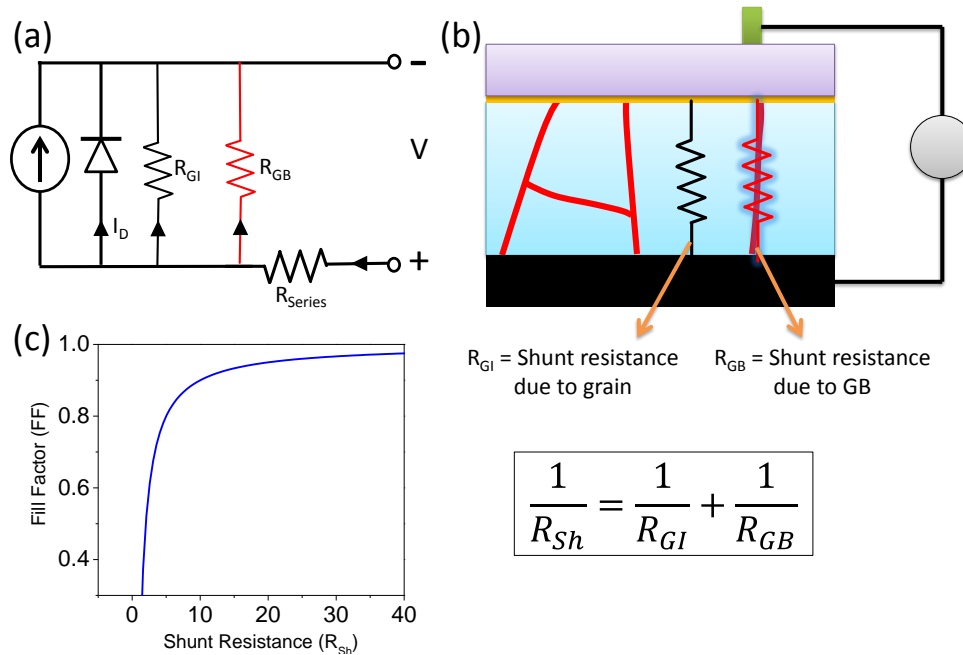 (a)
−
V
R_GI
R_GB
I_D
+
R_Series
(b)
R_GI = Shunt resistance
due to grain
R_GB = Shunt resistance
due to GB
(c)
1.0
0.8
0.6
0.4
0
10
20
30
40
Fill Factor (FF)
Shunt Resistance (R_Sh)
1/R_Sh = 1/R_GI + 1/R_GB